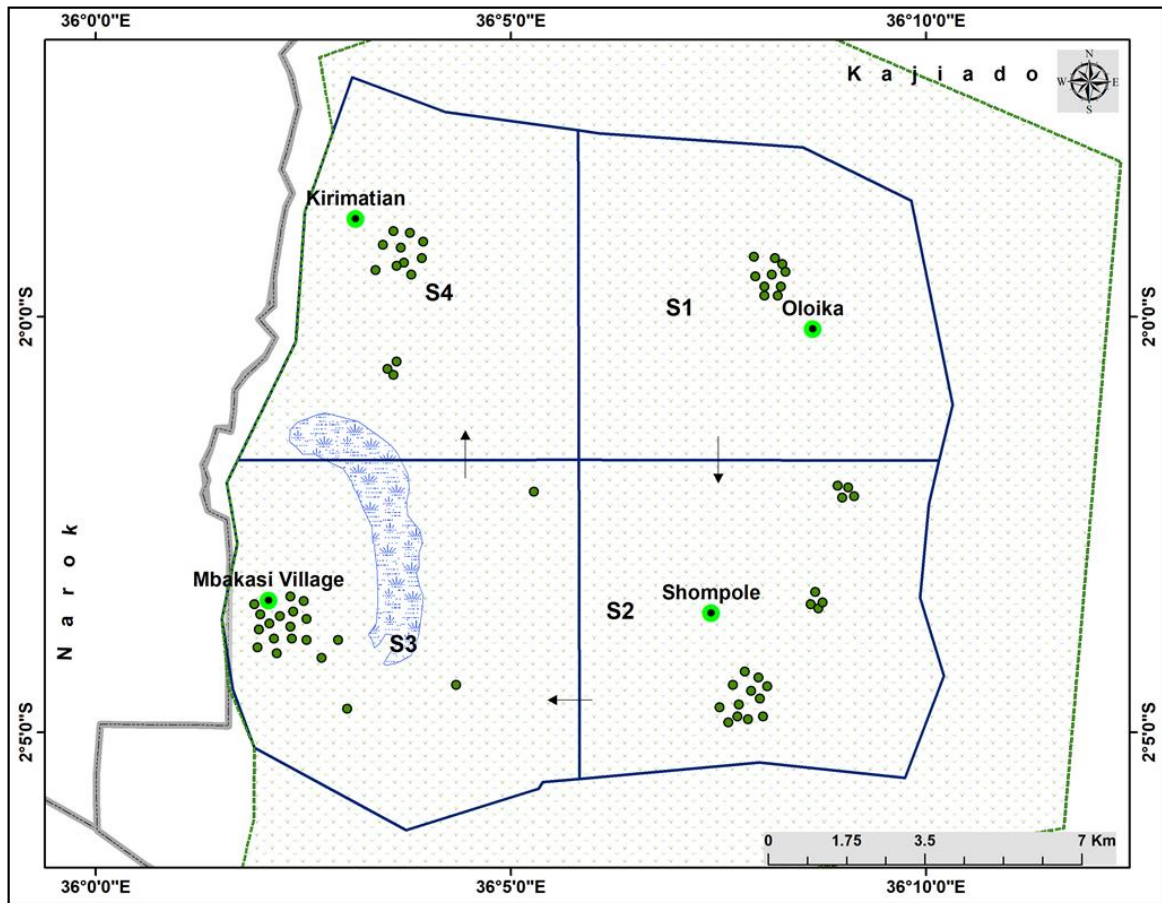 36°0'0"E 36°5'0"E 36°10'0"E
K a j i a d o
N
W E
S
Kirimatian
S4
S1
Oloika
2°0'0"S 2°0'0"S
N a r o k
Mbakasi Village
Shompole
S2
S3
2°5'0"S 2°5'0"S
0 1.75 3.5 7 Km
36°0'0"E 36°5'0"E 36°10'0"E